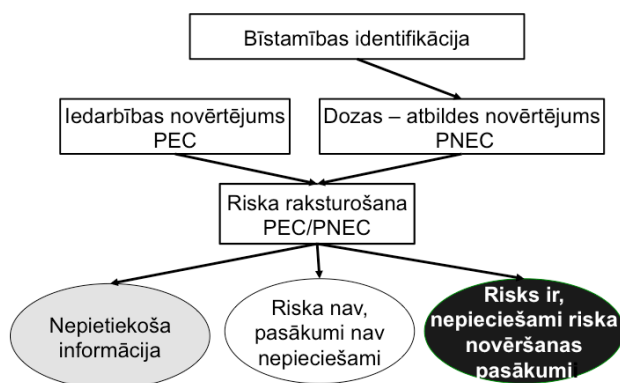 Bīstamības identifikācija
Iedarbības novērtējums
PEC
Dozas – atbildes novērtējums
PNEC
Riska raksturošana
PEC/PNEC
Nepietiekoša
informācija
Riska nav,
pasākumi nav
nepieciešami
Risks ir,
nepieciešami riska
novēršanas
pasākumi